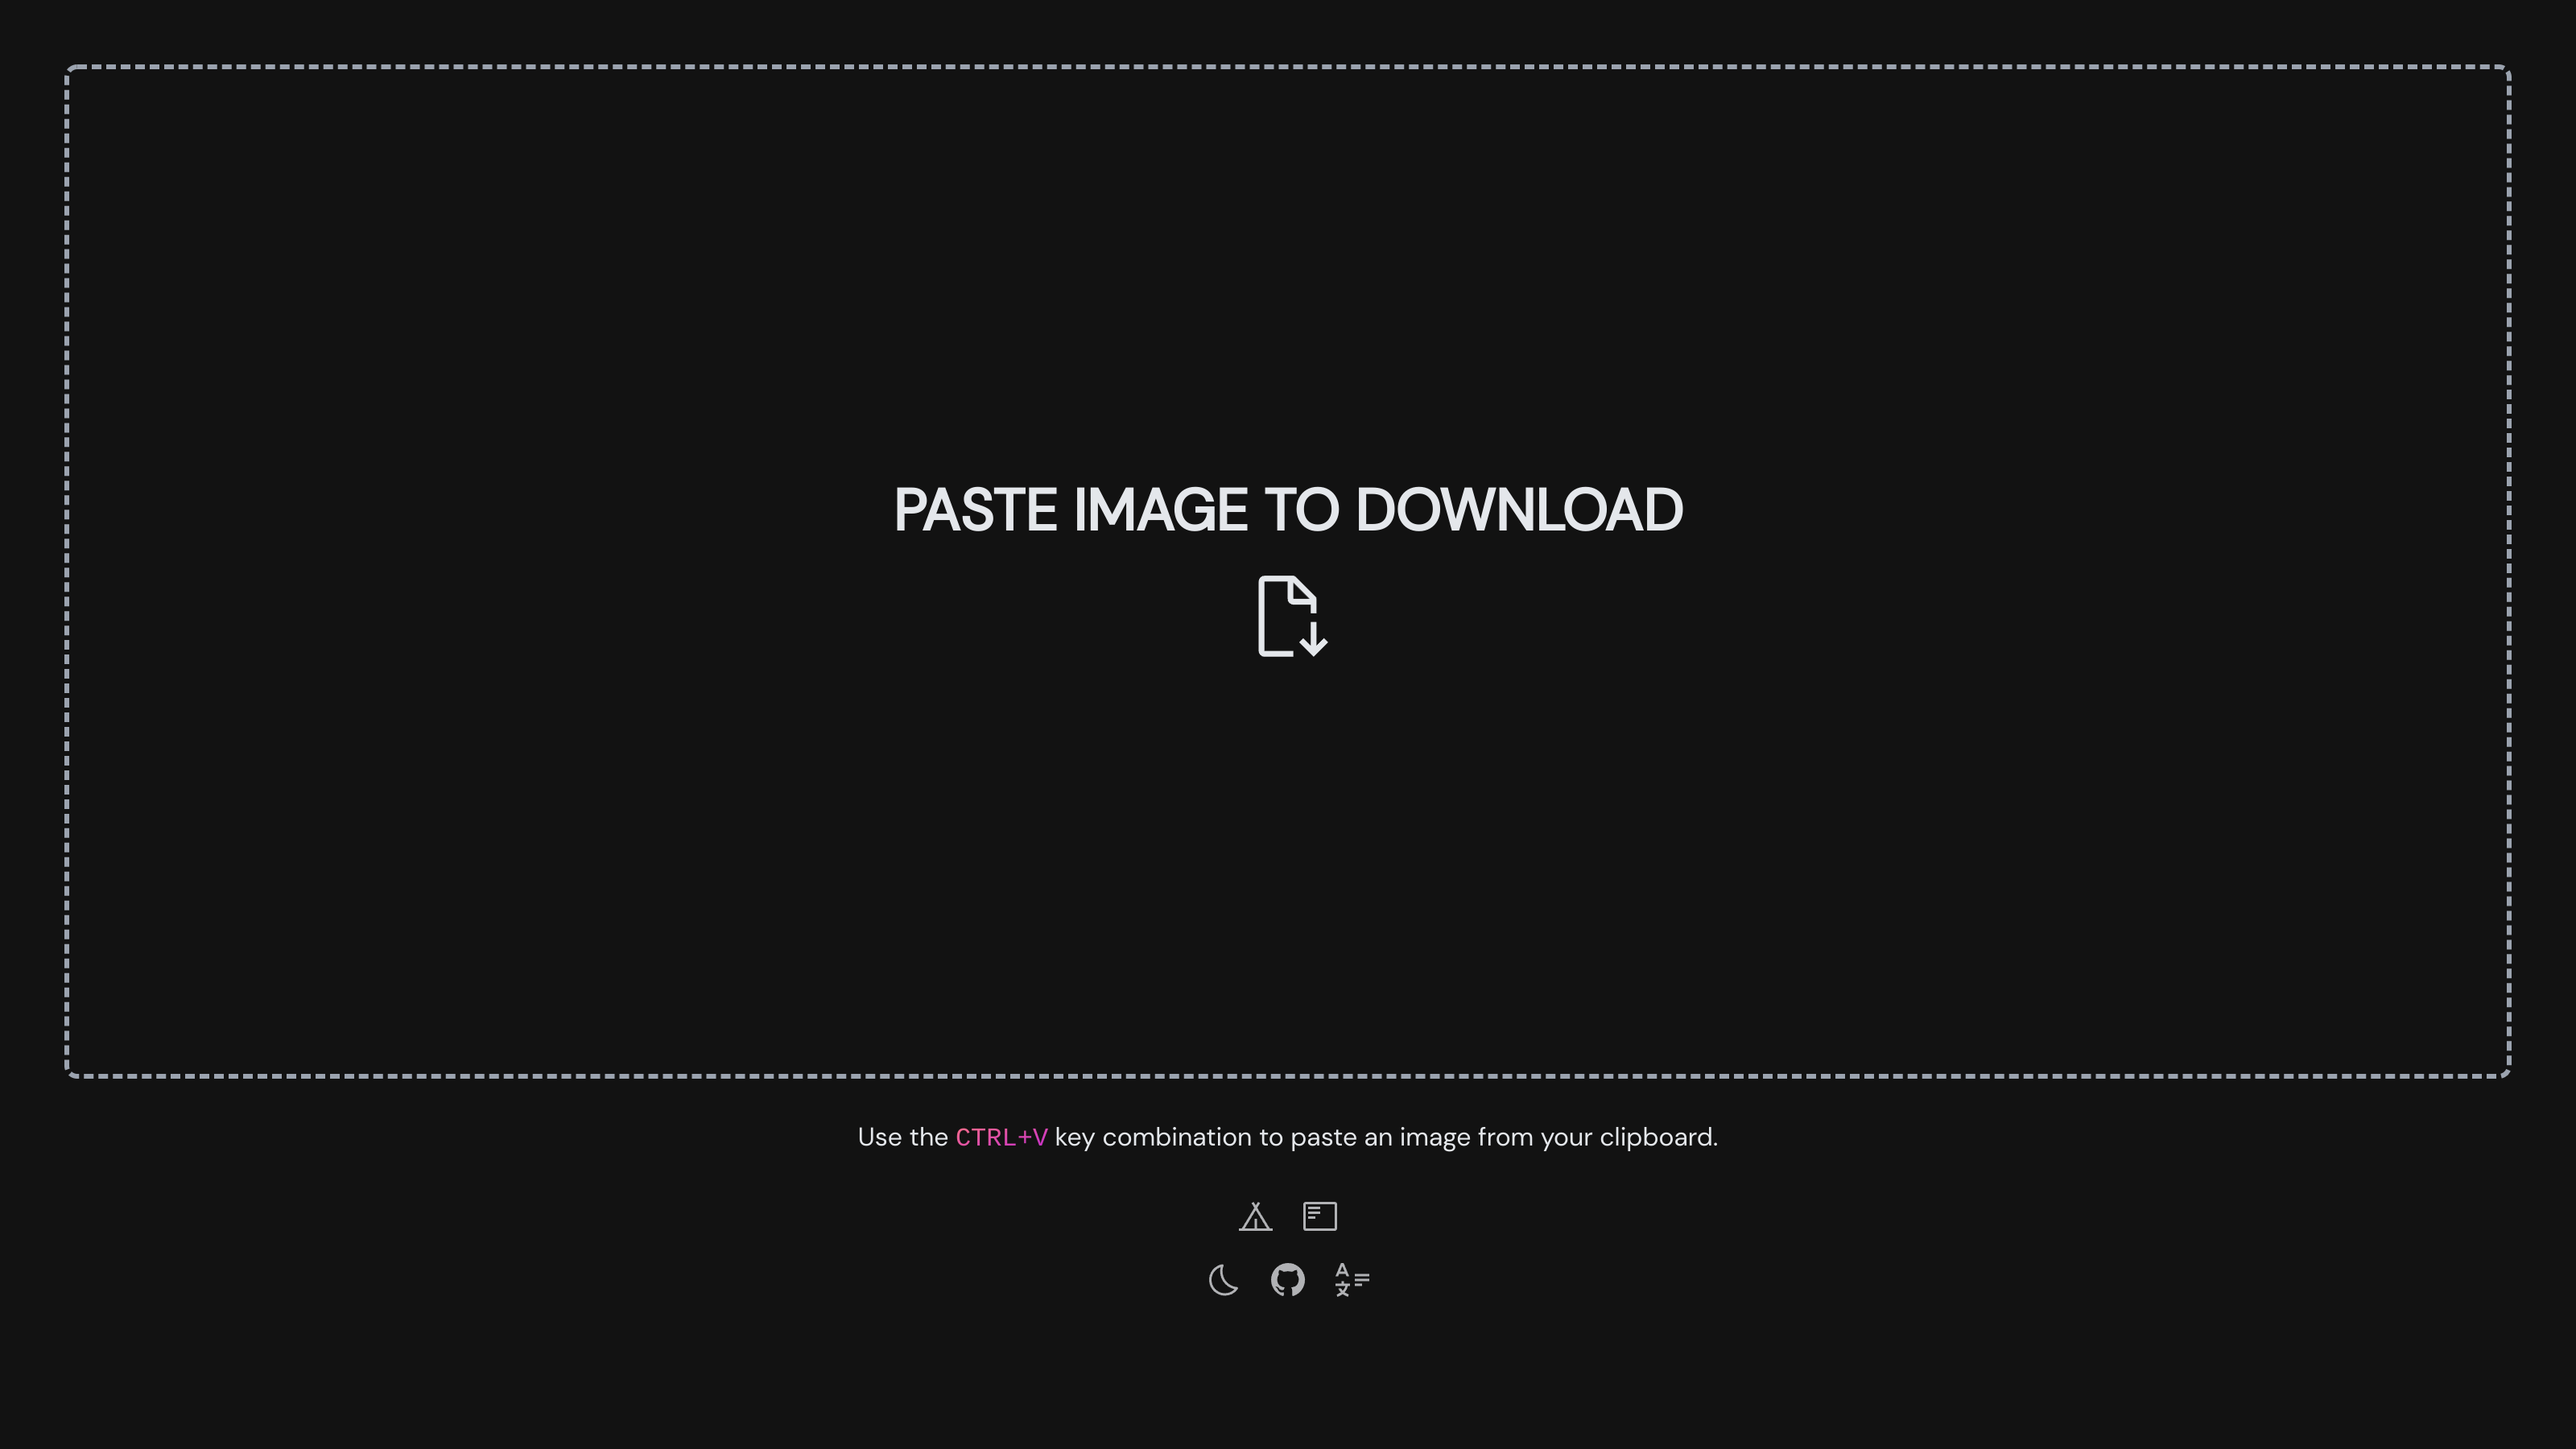 PASTE IMAGE TO DOWNLOAD
Use the CTRL+V key combination to paste an image from your clipboard.